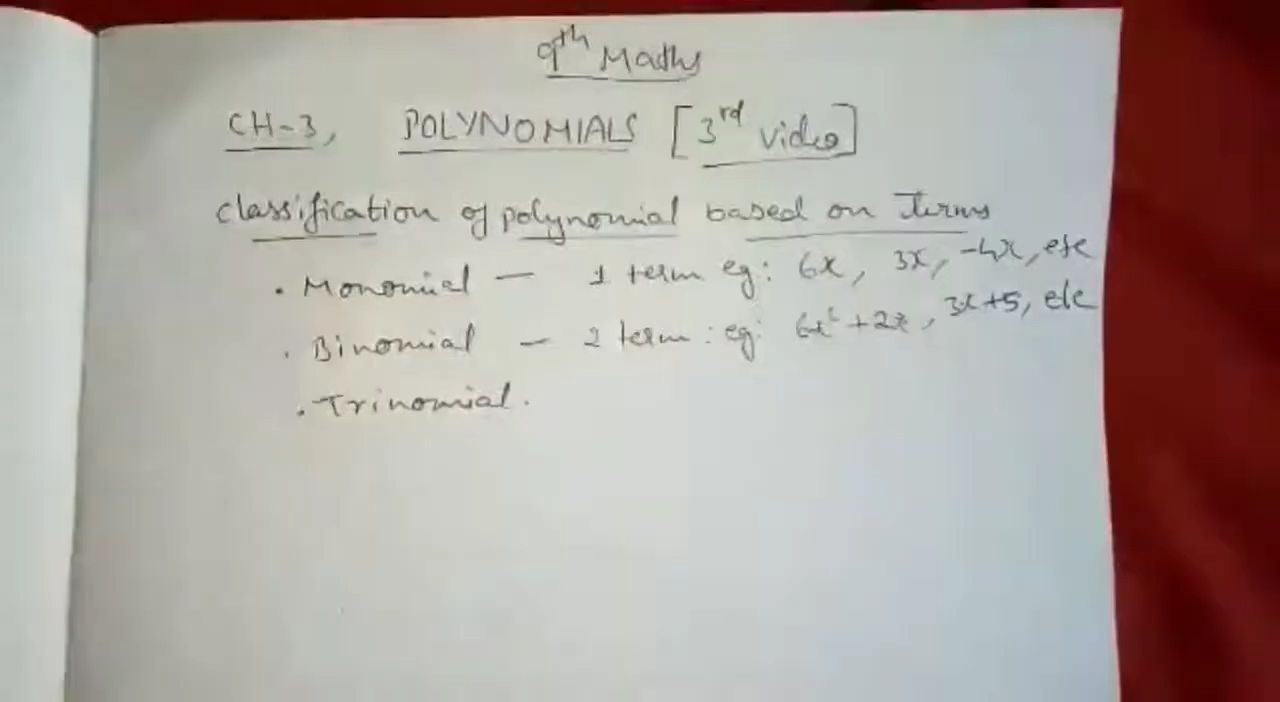 9th Maths
CH-3, POLYNOMIALS [3rd video]
classification of polynomial based on Terms
. Monomial — 1 term eg: 6x, 3x, -4x, etc
. Binomial — 2 term: eg: 6x² + 2x, 3x+5, etc
. Trinomial.